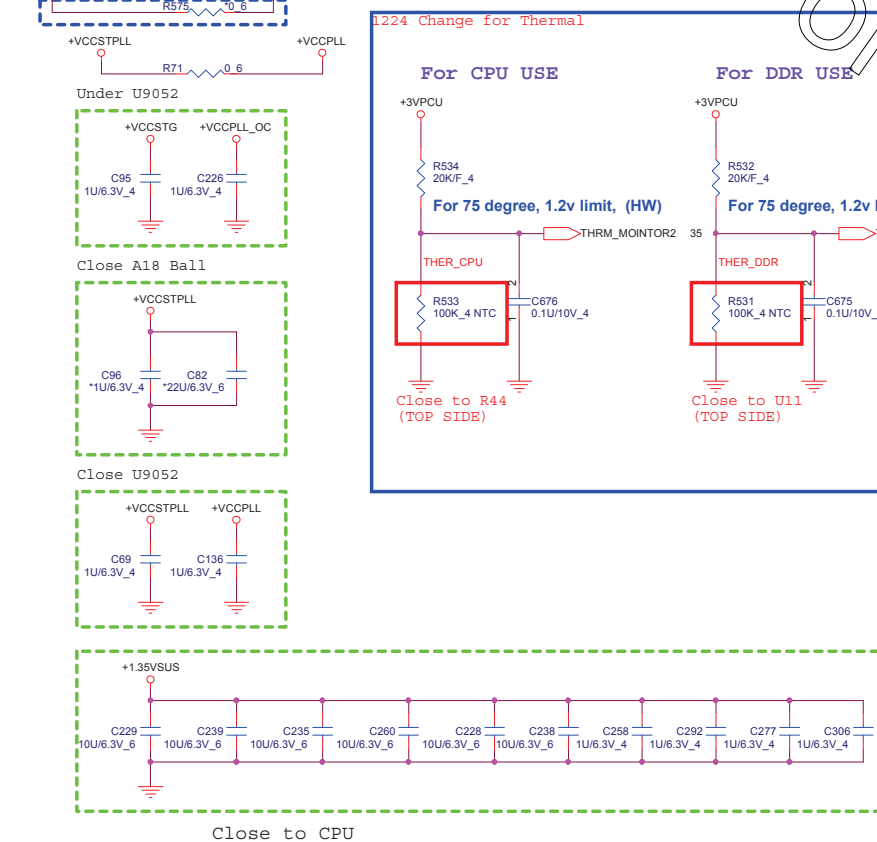 R575 *0_6
+VCCSTPLL +VCCPLL
R71 0_6
Under U9052
+VCCSTG +VCCPLL_OC
C95
1U/6.3V_4
C226
1U/6.3V_4
Close A18 Ball
+VCCSTPLL
C96
*1U/6.3V_4
C82
*22U/6.3V_6
Close U9052
+VCCSTPLL +VCCPLL
C69
1U/6.3V_4
C136
1U/6.3V_4
1224 Change for Thermal
For CPU USE
+3VPCU
R534
20K/F_4
For 75 degree, 1.2v limit, (HW)
THRM_MOINTOR2 35
THER_CPU
R533
100K_4 NTC
2
1
C676
0.1U/10V_4
Close to R44
(TOP SIDE)
For DDR USE
+3VPCU
R532
20K/F_4
For 75 degree, 1.2v
THER_DDR
R531
100K_4 NTC
2
1
C675
0.1U/10V_
Close to U11
(TOP SIDE)
+1.35VSUS
C229
10U/6.3V_6
C239
10U/6.3V_6
C235
10U/6.3V_6
C260
10U/6.3V_6
C228
10U/6.3V_6
C238
10U/6.3V_6
C258
1U/6.3V_4
C292
1U/6.3V_4
C277
1U/6.3V_4
C306
1U/6.3V_4
Close to CPU